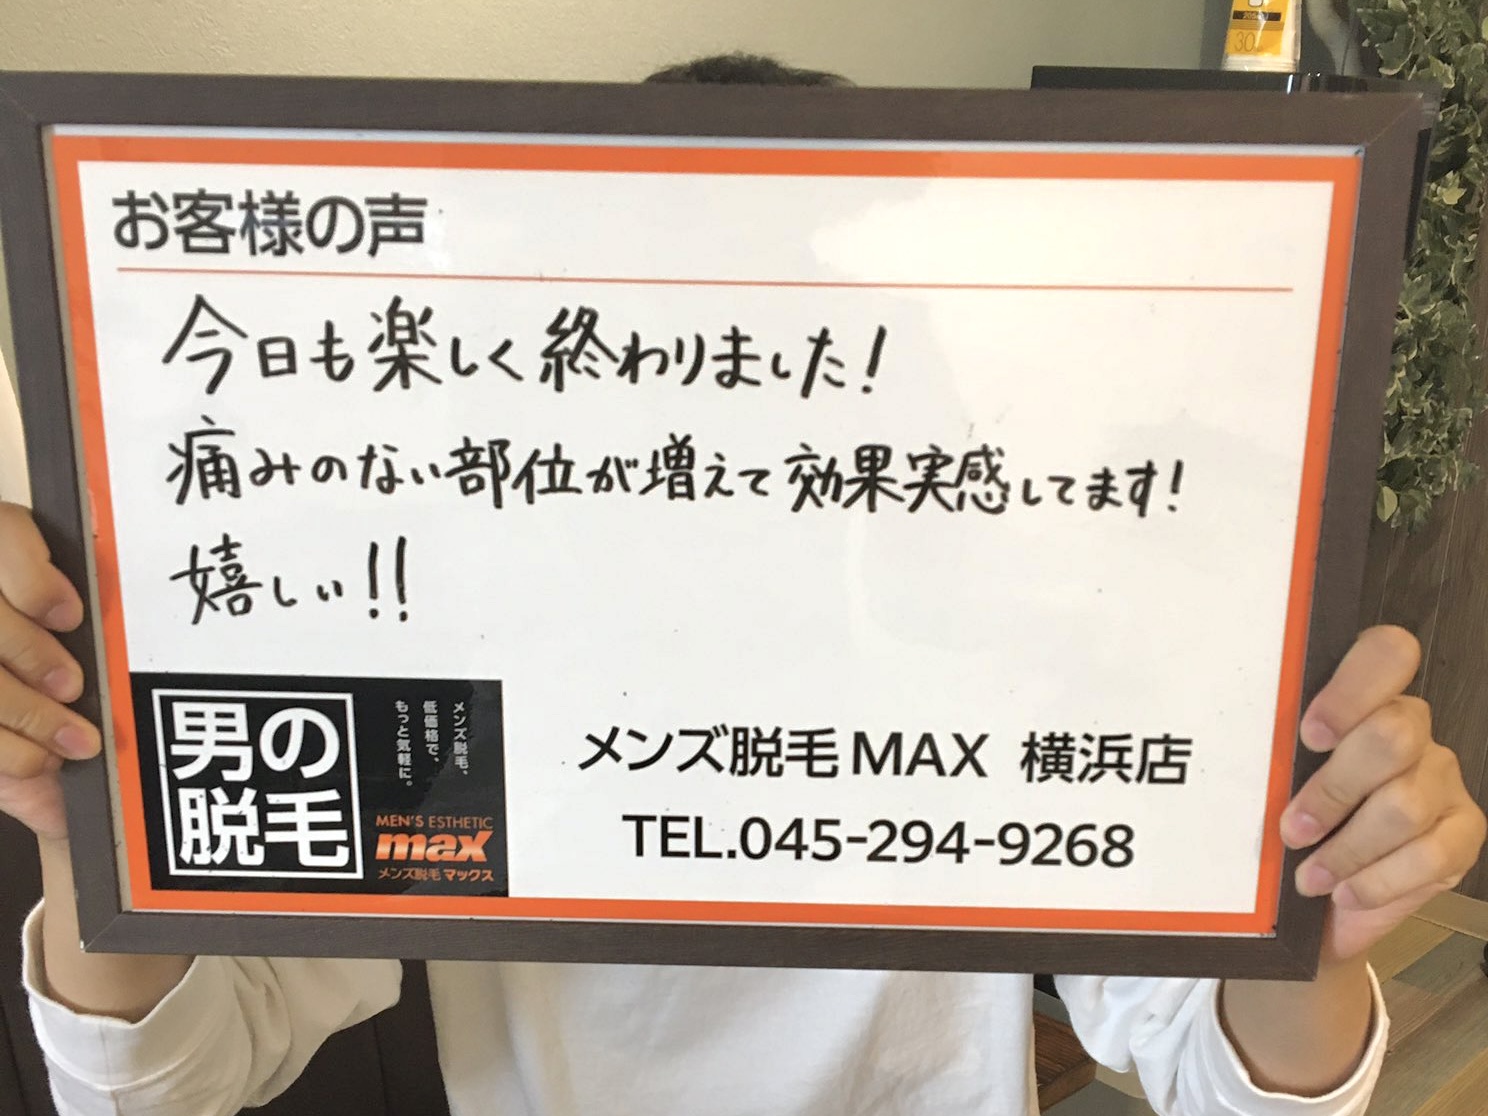 お客様の声
今日も楽しく終わりました!
痛みのない部位が増えて効果実感してます!
嬉しい!!
男の
脱毛
メンズ脱毛、
低価格で、
もっと気軽に。
MEN'S ESTHETIC
max
メンズ脱毛マックス
メンズ脱毛MAX 横浜店
TEL.045-294-9268
30